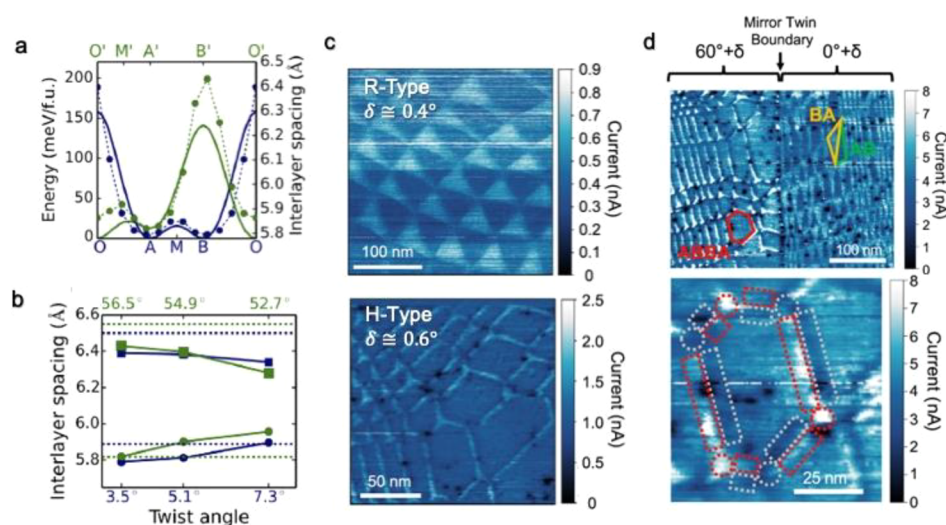 a
O' M' A' B' O'
Energy (meV/f.u.)
200
150
100
50
0
6.5
6.4
6.3
6.2
6.1
6.0
5.9
5.8
Interlayer spacing (Å)
O A M B O
b
56.5° 54.9° 52.7°
Interlayer spacing (Å)
6.6
6.4
6.2
6.0
5.8
3.5° 5.1° 7.3°
Twist angle
c
R-Type
δ ≅ 0.4°
100 nm
0.9
0.8
0.7
0.6
0.5
0.4
0.3
0.2
0.1
0
Current (nA)
H-Type
δ ≅ 0.6°
50 nm
2.5
2.0
1.5
1.0
0.5
0
Current (nA)
d
Mirror Twin
Boundary
60°+δ 0°+δ
BA
AB
ABBA
100 nm
8
7
6
5
4
3
2
1
0
Current (nA)
25 nm
8
7
6
5
4
3
2
1
0
Current (nA)